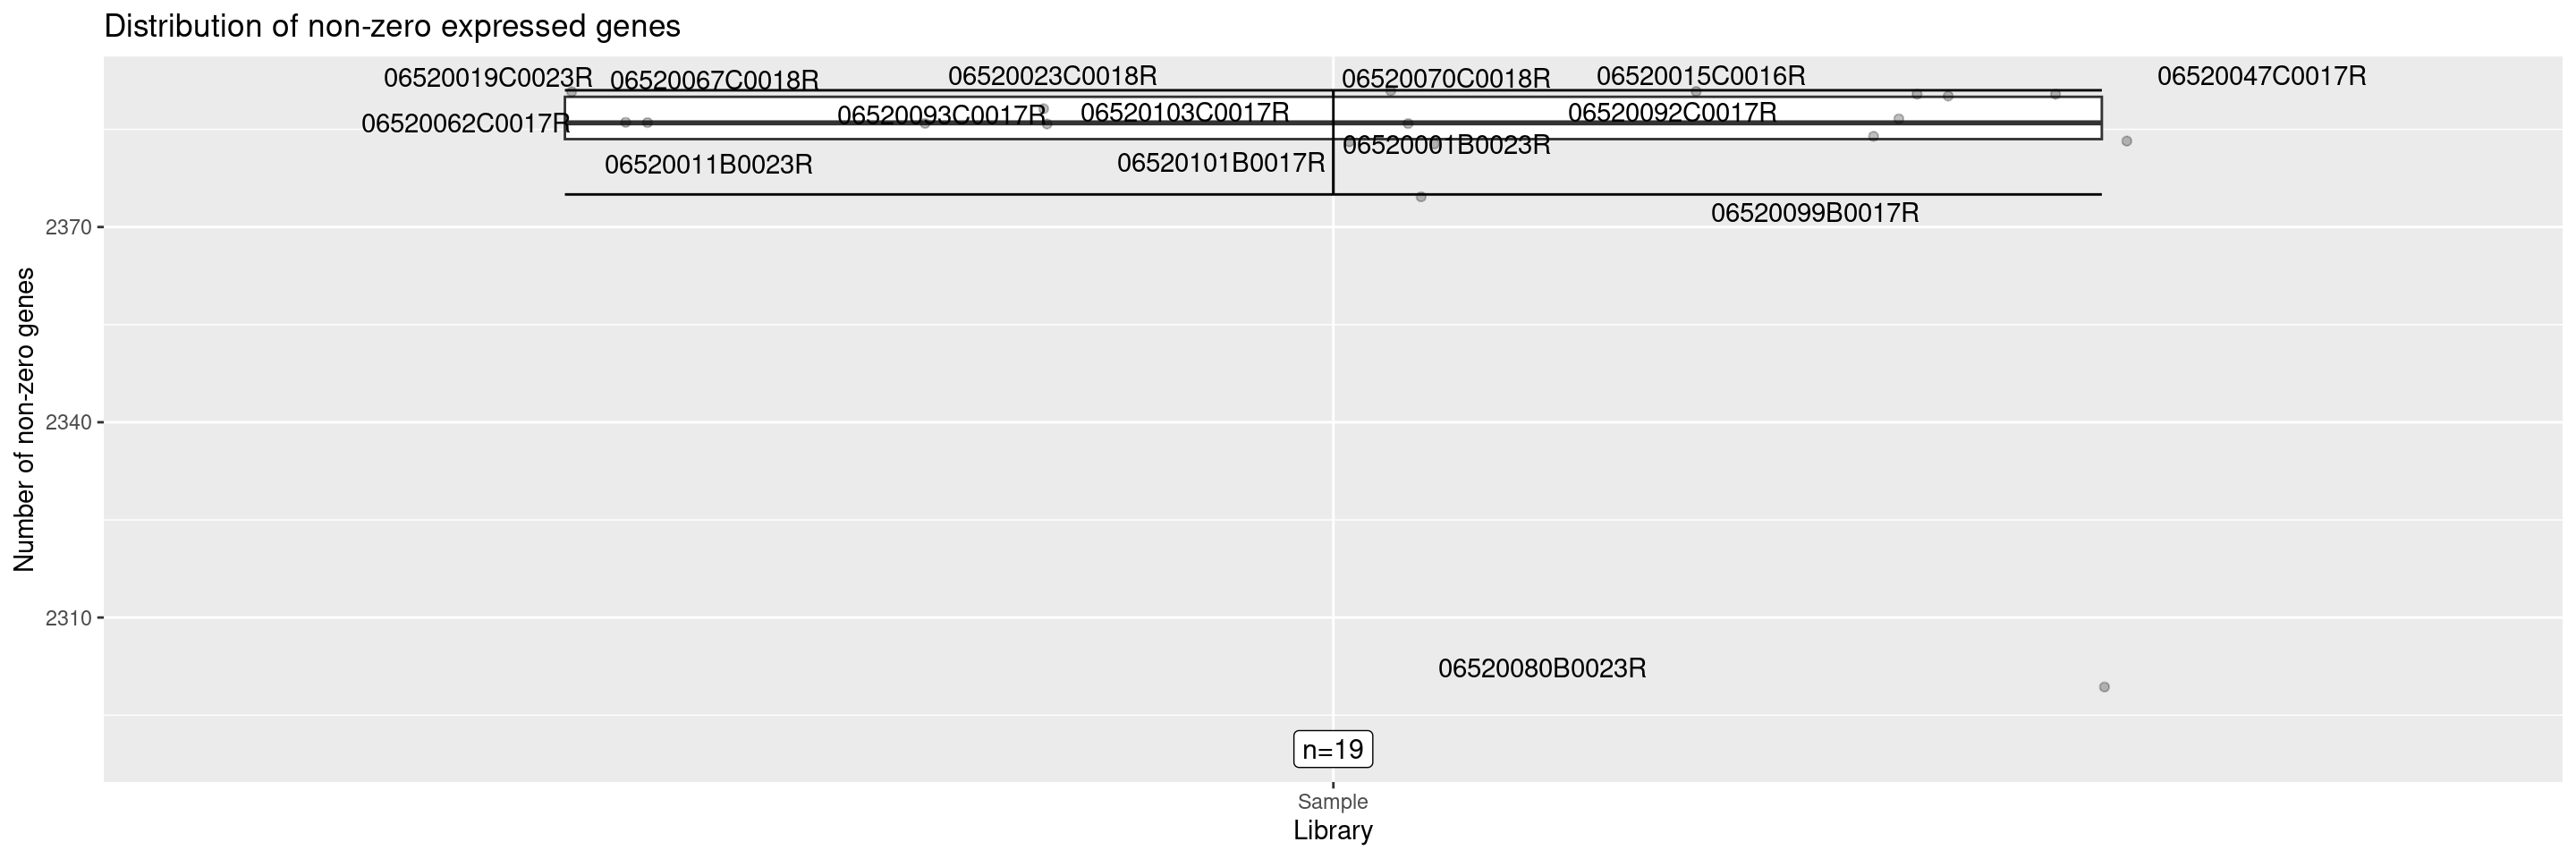 Distribution of non-zero expressed genes
06520019C0023R
06520067C0018R
06520023C0018R
06520070C0018R
06520015C0016R
06520047C0017R
06520062C0017R
06520093C0017R
06520103C0017R
06520092C0017R
06520001B0023R
06520011B0023R
06520101B0017R
06520099B0017R
2370
2340
2310
Number of non-zero genes
06520080B0023R
n=19
Sample
Library